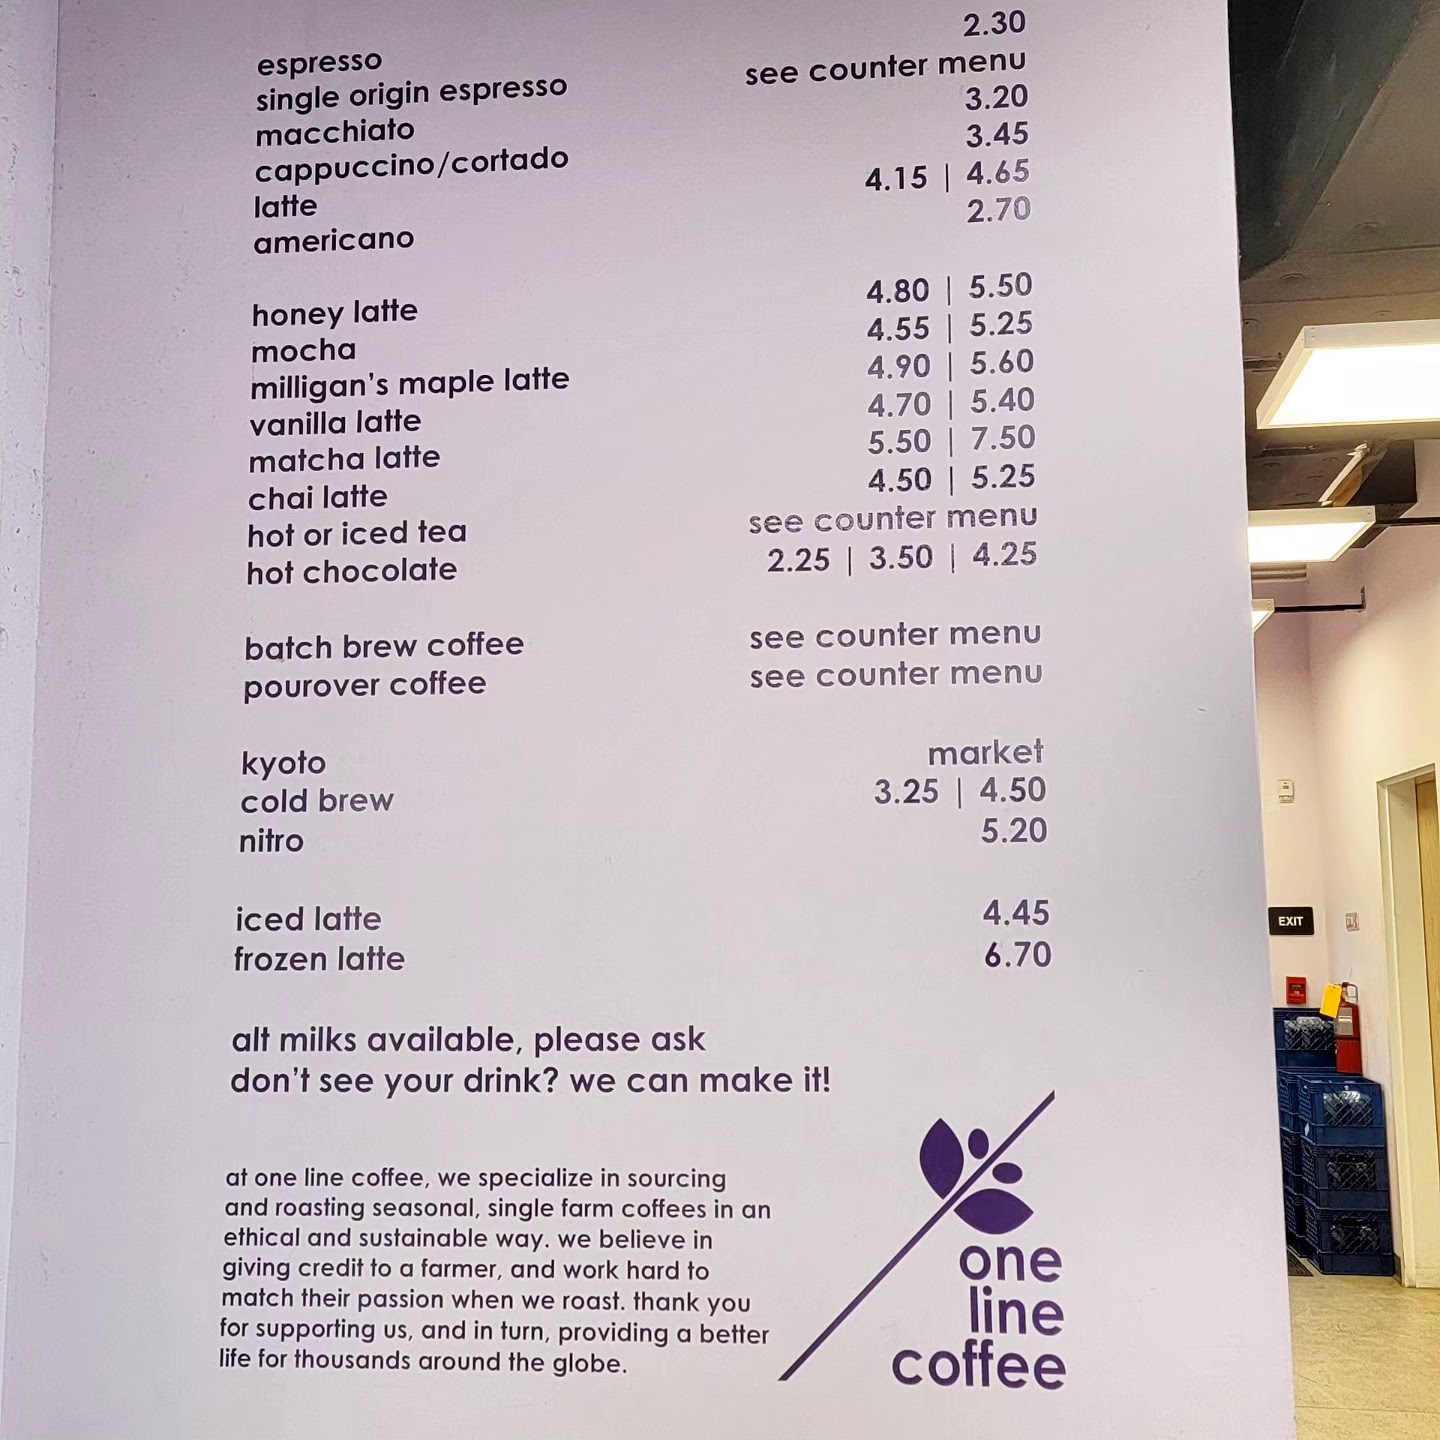 espresso 2.30
single origin espresso see counter menu
macchiato 3.20
cappuccino/cortado 3.45
latte 4.15 | 4.65
americano 2.70
honey latte 4.80 | 5.50
mocha 4.55 | 5.25
milligan's maple latte 4.90 | 5.60
vanilla latte 4.70 | 5.40
matcha latte 5.50 | 7.50
chai latte 4.50 | 5.25
hot or iced tea see counter menu
hot chocolate 2.25 | 3.50 | 4.25
batch brew coffee see counter menu
pourover coffee see counter menu
kyoto market
cold brew 3.25 | 4.50
nitro 5.20
iced latte 4.45
frozen latte 6.70
alt milks available, please ask
don't see your drink? we can make it!
at one line coffee, we specialize in sourcing
and roasting seasonal, single farm coffees in an
ethical and sustainable way. we believe in
giving credit to a farmer, and work hard to
match their passion when we roast. thank you
for supporting us, and in turn, providing a better
life for thousands around the globe.
one
line
coffee
EXIT